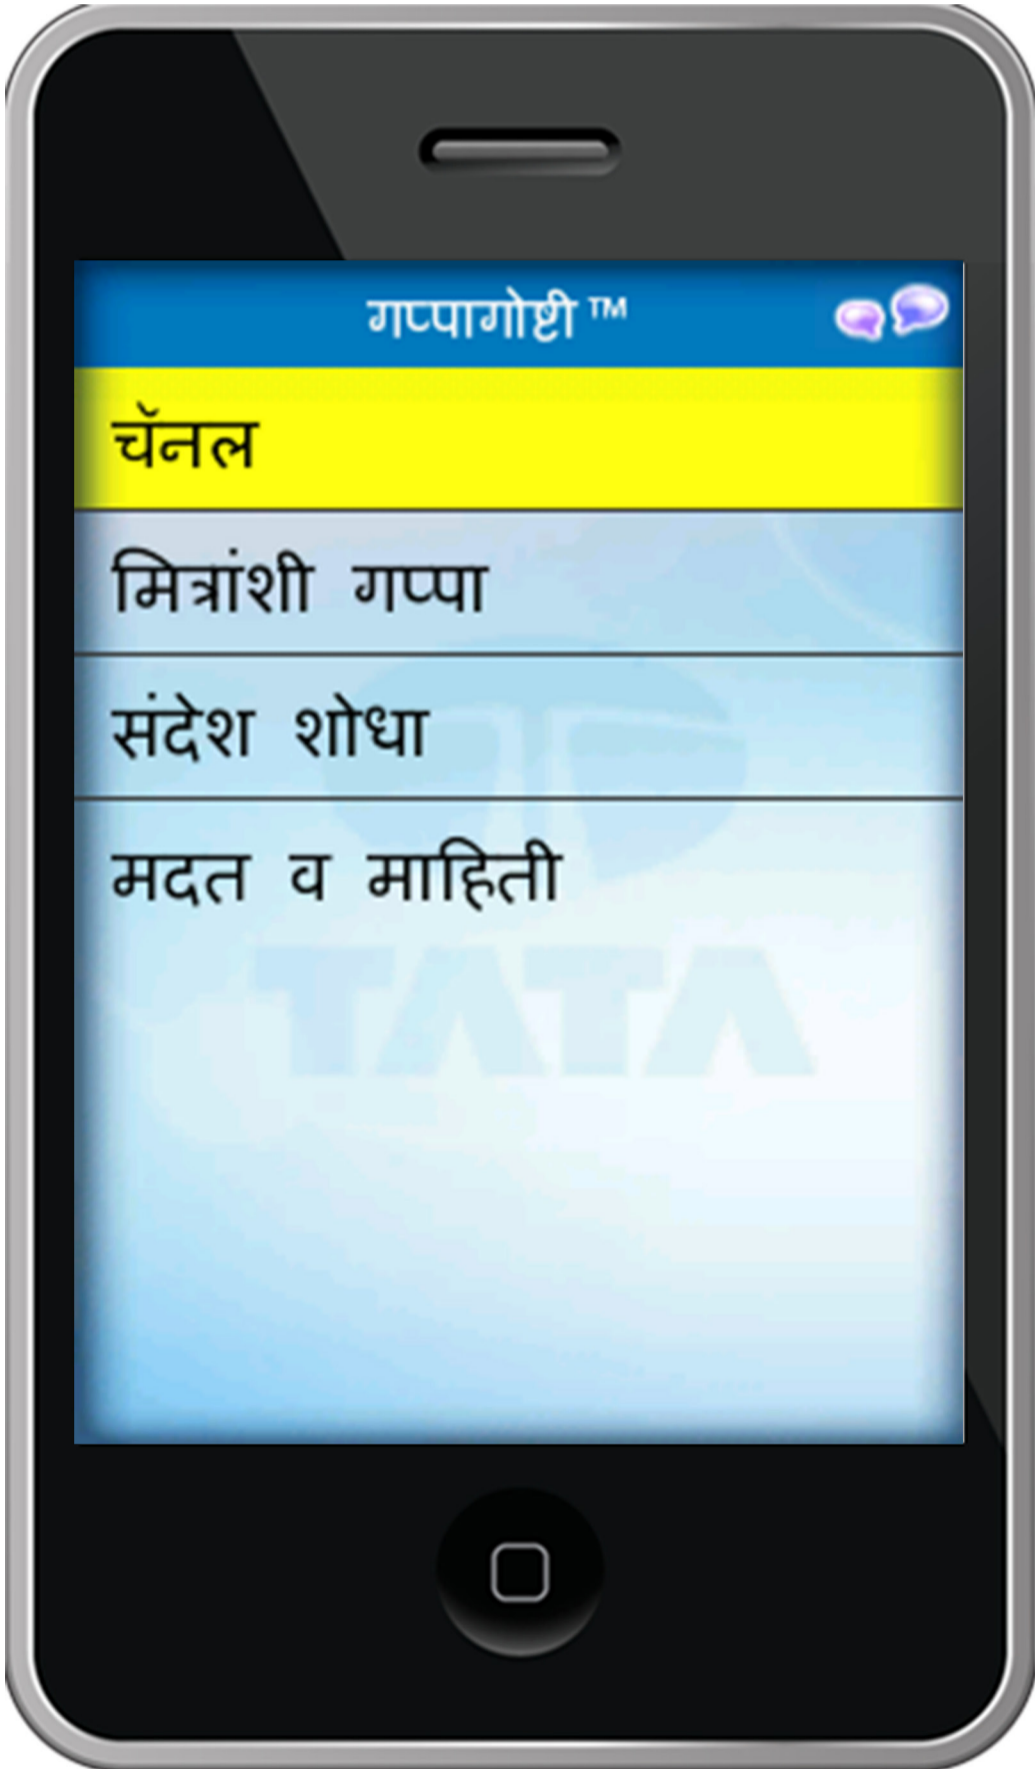 गप्पागोष्टी ™
चॅनल
मित्रांशी गप्पा
संदेश शोधा
मदत व माहिती
TATA